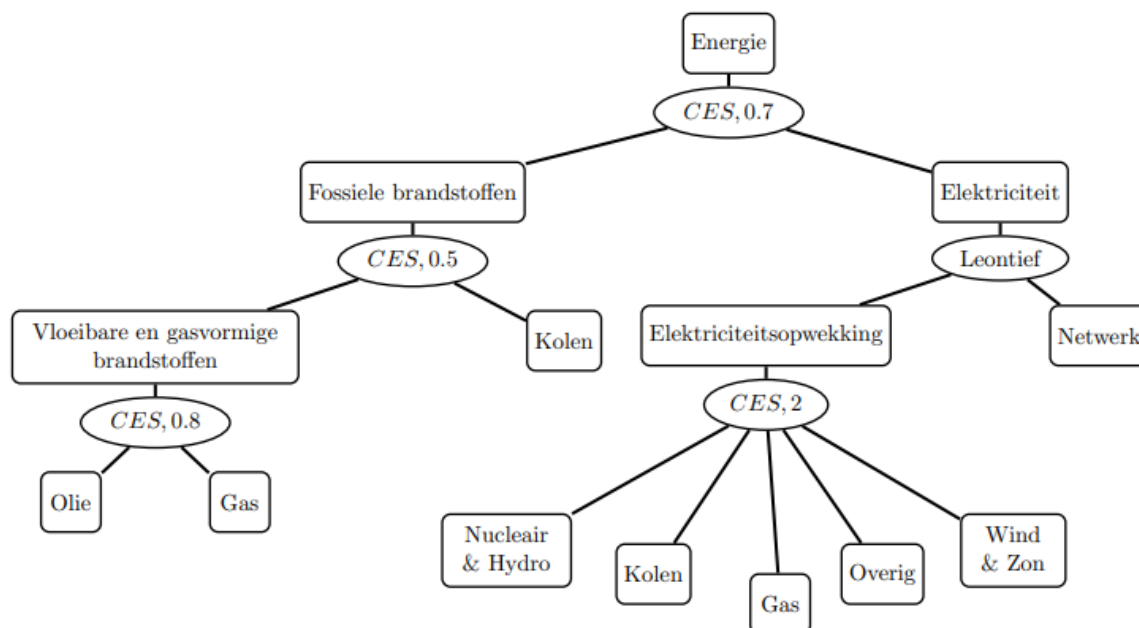 Energie
CES, 0.7
Fossiele brandstoffen
Elektriciteit
CES, 0.5
Leontief
Vloeibare en gasvormige
brandstoffen
Kolen
Elektriciteitsopwekking
Netwerk
CES, 0.8
CES, 2
Olie
Gas
Nucleair
& Hydro
Kolen
Gas
Overig
Wind
& Zon